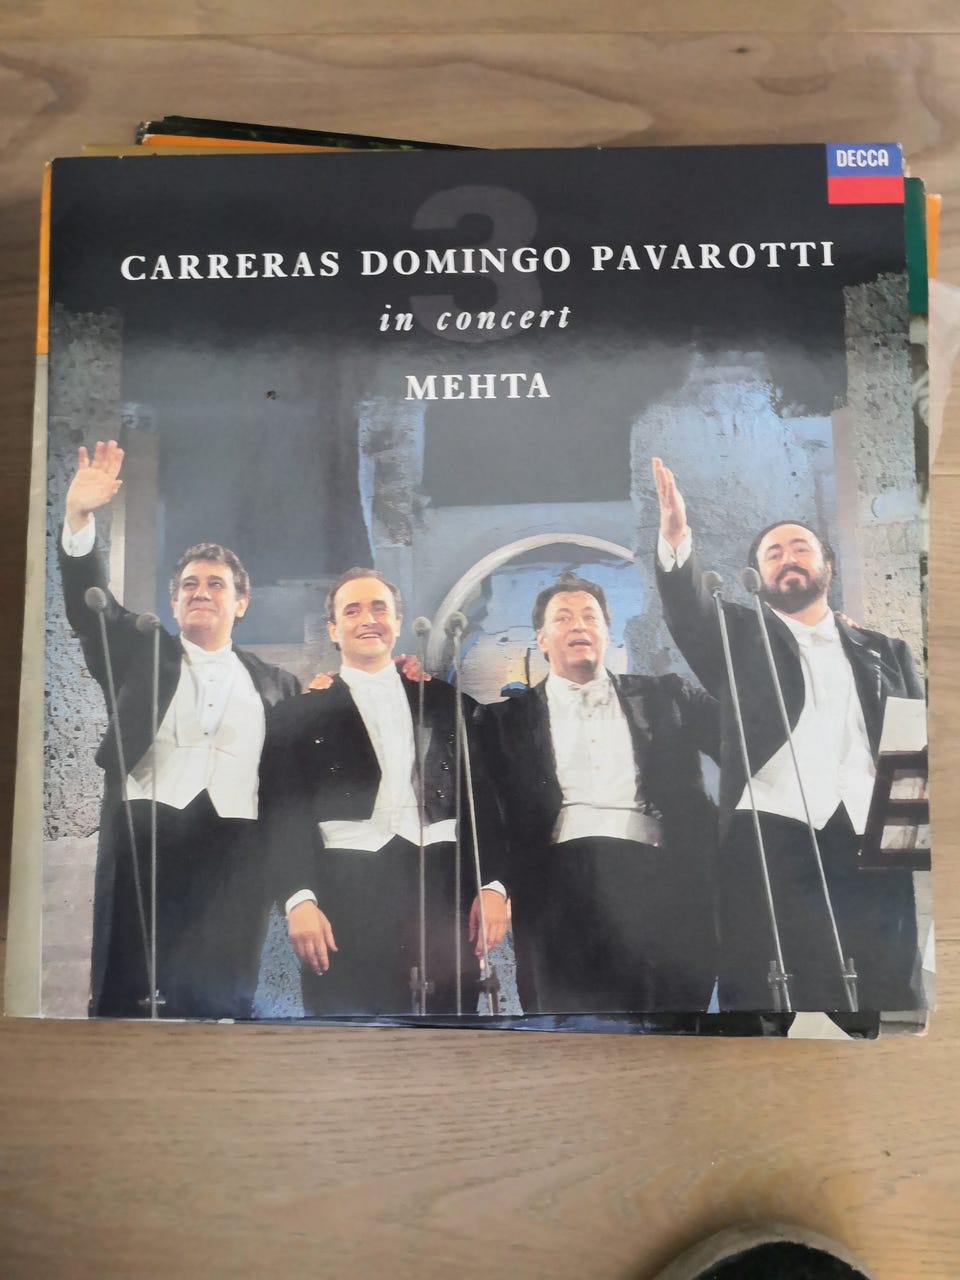 DECCA
3
CARRERAS DOMINGO PAVAROTTI
in concert
MEHTA